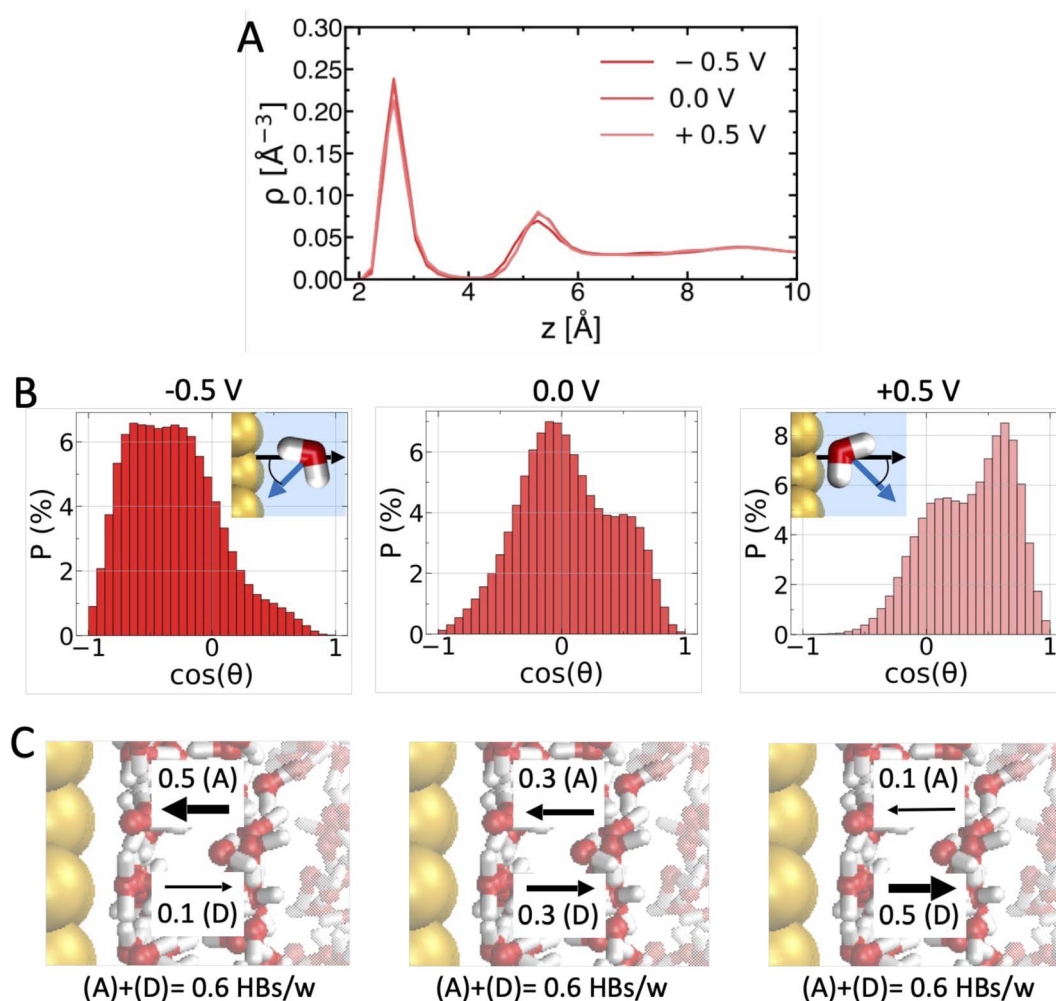 A
0.30
0.25
0.20
0.15
0.10
0.05
0.00
ρ [Å⁻³]
− 0.5 V
0.0 V
+ 0.5 V
2 4 6 8 10
z [Å]
B
-0.5 V 0.0 V +0.5 V
P (%)
6
4
2
0
−1 0 1
cos(θ)
P (%)
6
4
2
0
−1 0 1
cos(θ)
P (%)
8
6
4
2
0
−1 0 1
cos(θ)
C
0.5 (A)
0.1 (D)
(A)+(D)= 0.6 HBs/w
0.3 (A)
0.3 (D)
(A)+(D)= 0.6 HBs/w
0.1 (A)
0.5 (D)
(A)+(D)= 0.6 HBs/w